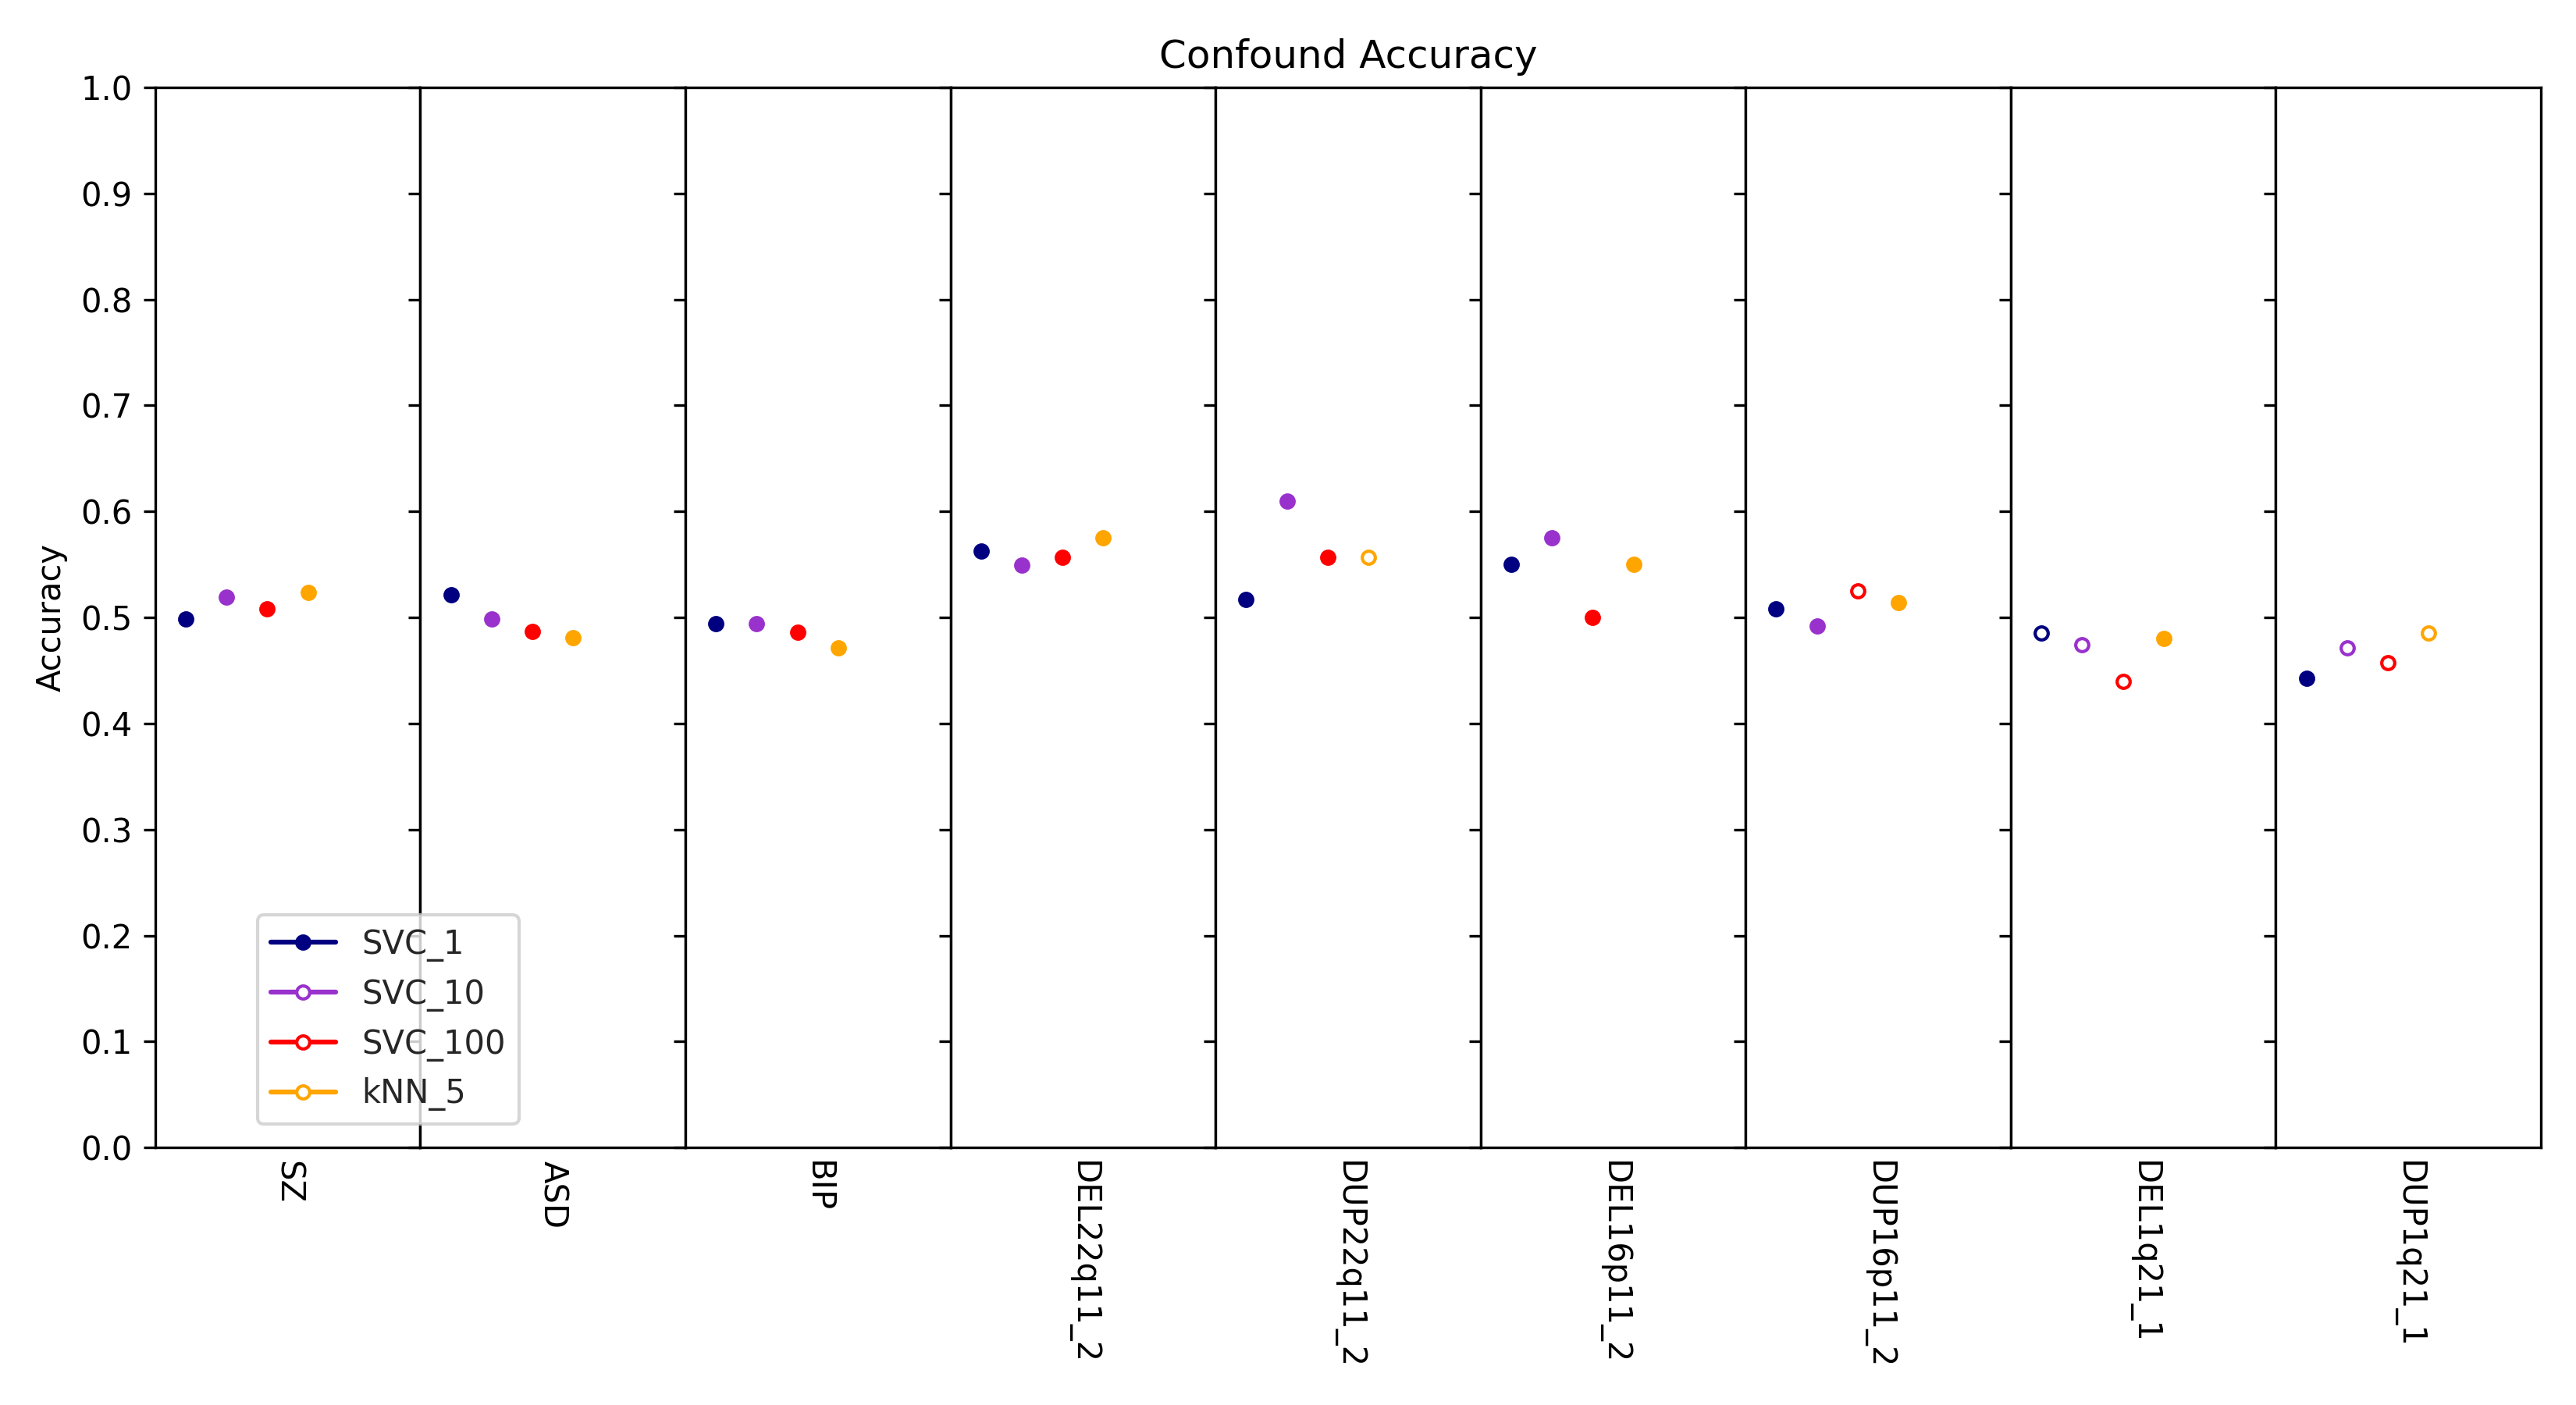 Confound Accuracy
1.0
0.9
0.8
0.7
0.6
0.5
0.4
0.3
0.2
0.1
0.0
Accuracy
SVC_1
SVC_10
SVC_100
kNN_5
SZ
ASD
BIP
DEL22q11_2
DUP22q11_2
DEL16p11_2
DUP16p11_2
DEL1q21_1
DUP1q21_1